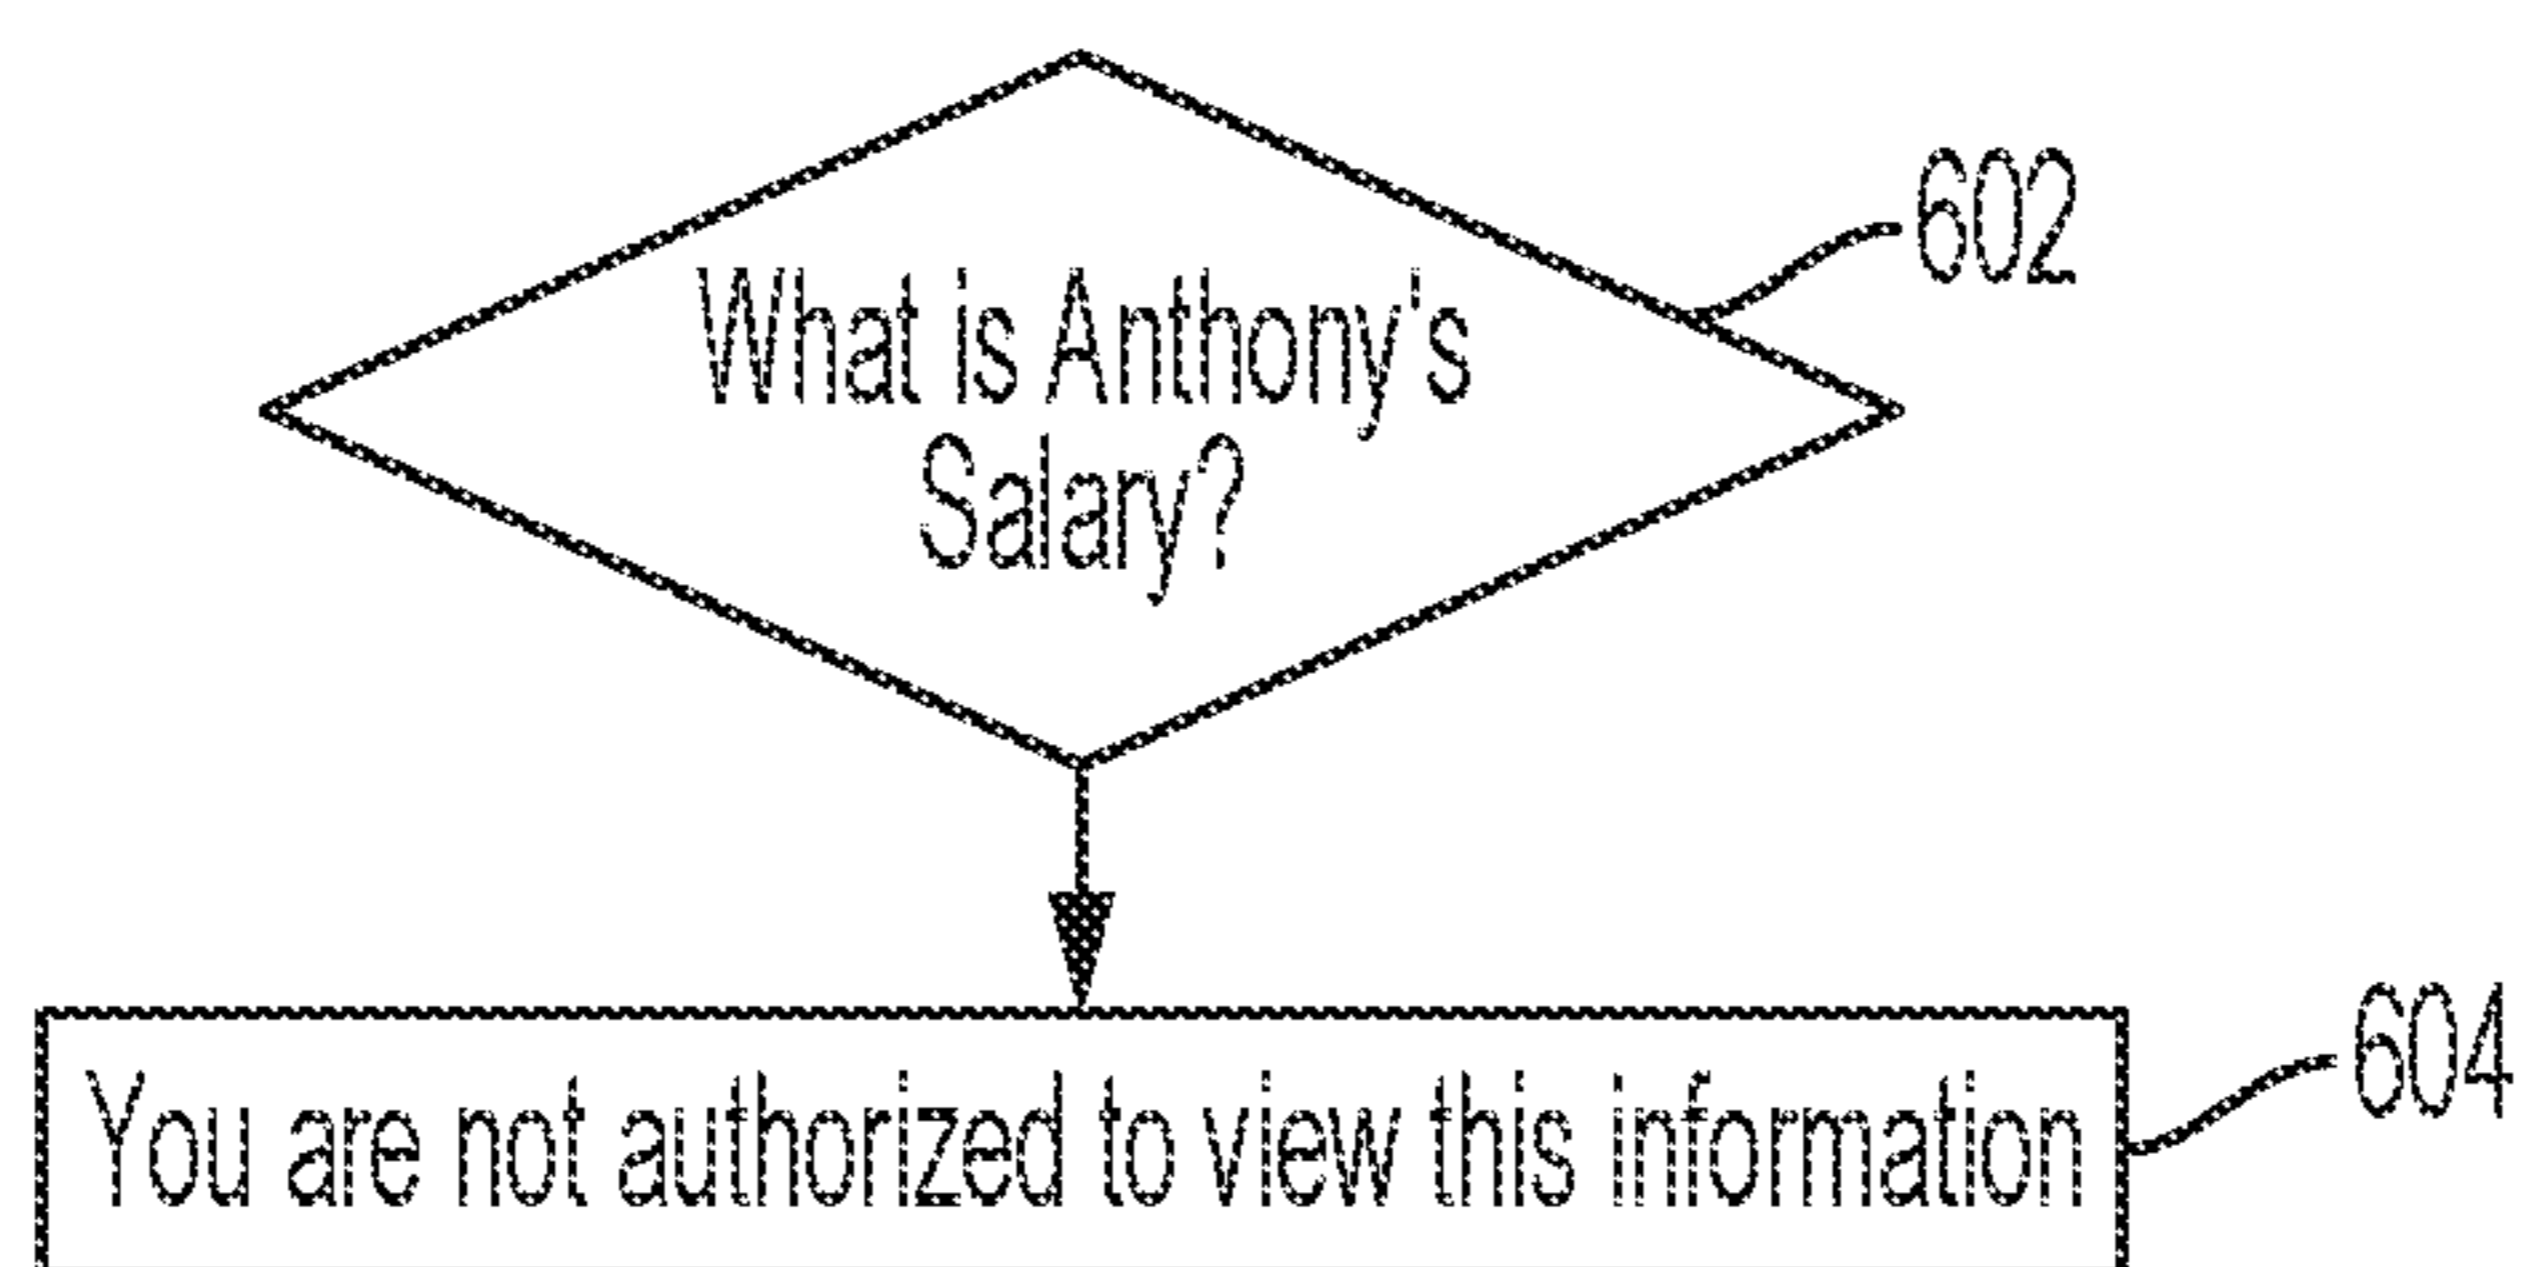 602
What is Anthony's
Salary?
604
You are not authorized to view this information